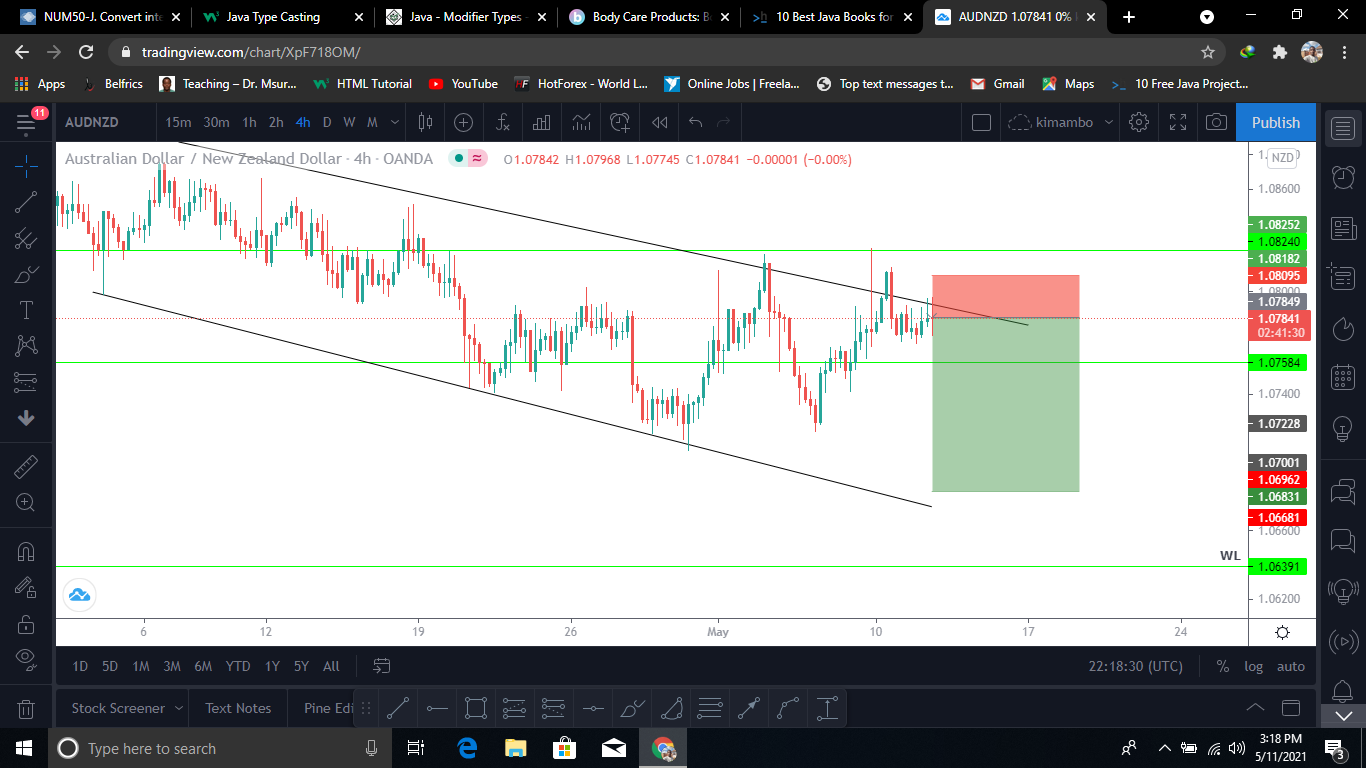 NUM50-J. Convert inte
Java Type Casting
Java - Modifier Types -
Body Care Products: B
10 Best Java Books for
AUDNZD 1.07841 0%
tradingview.com/chart/XpF718OM/
Apps
Belfrics
Teaching – Dr. Msur...
HTML Tutorial
YouTube
HotForex - World L...
Online Jobs | Freela...
Top text messages t...
Gmail
Maps
10 Free Java Project...
11
AUDNZD
15m 30m 1h 2h 4h D W M
kimambo
Publish
Australian Dollar / New Zealand Dollar · 4h · OANDA
O1.07842 H1.07968 L1.07745 C1.07841 −0.00001 (−0.00%)
NZD
1.08600
1.08252
1.08240
1.08182
1.08095
1.08000
1.07849
1.07841
02:41:30
1.07584
1.07400
1.07228
1.07001
1.06962
1.06831
1.06681
1.06600
WL
1.06391
1.06200
6 12 19 26 May 10 17 24
1D 5D 1M 3M 6M YTD 1Y 5Y All
22:18:30 (UTC)
% log auto
Stock Screener
Text Notes
Pine Edi
Type here to search
3:18 PM
5/11/2021
3